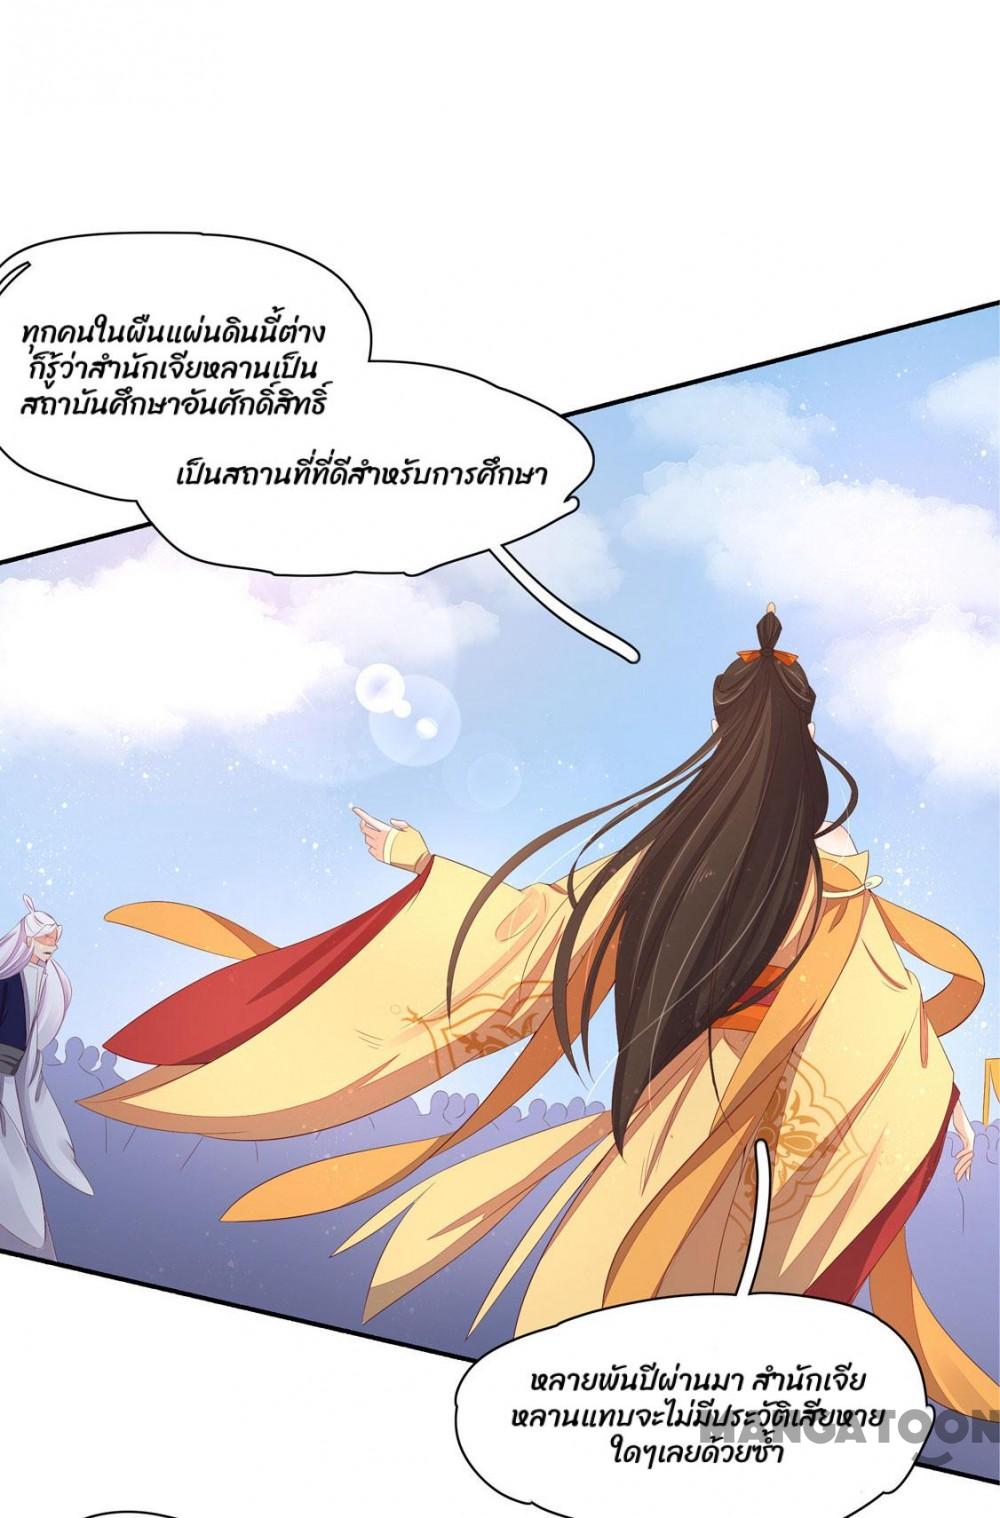 ทุกคนในผืนแผ่นดินนี้ต่าง
ก็รู้ว่าสำนักเจียหลานเป็น
สถาบันศึกษาอันศักดิ์สิทธิ์
เป็นสถานที่ที่ดีสำหรับการศึกษา
หลายพันปีผ่านมา สำนักเจีย
หลานแทบจะไม่มีประวัติเสียหาย
ใดๆเลยด้วยซ้ำ
MANGATOON